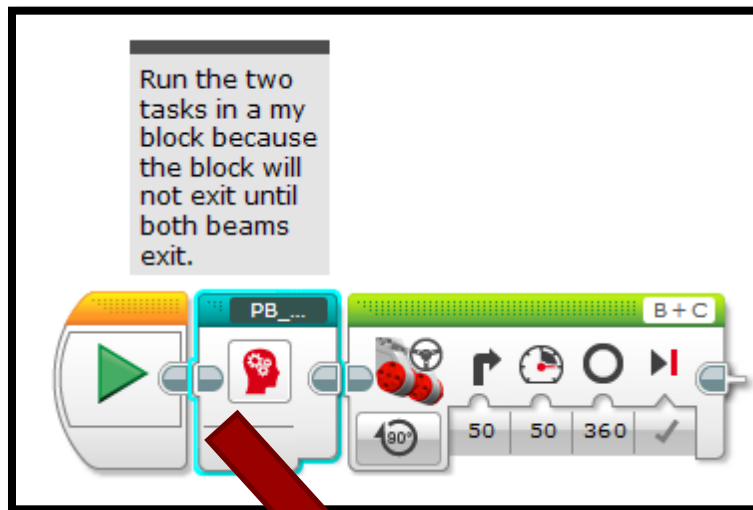 Run the two
tasks in a my
block because
the block will
not exit until
both beams
exit.
PB_...
B + C
90°
50 50 360